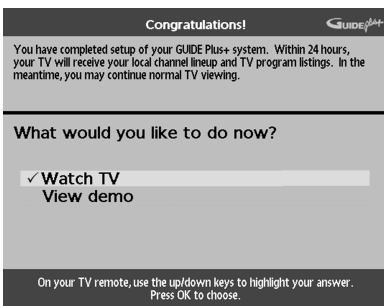 Congratulations!
GUIDE Plus+
You have completed setup of your GUIDE Plus+ system. Within 24 hours,
your TV will receive your local channel lineup and TV program listings. In the
meantime, you may continue normal TV viewing.
What would you like to do now?
✓ Watch TV
View demo
On your TV remote, use the up/down keys to highlight your answer.
Press OK to choose.